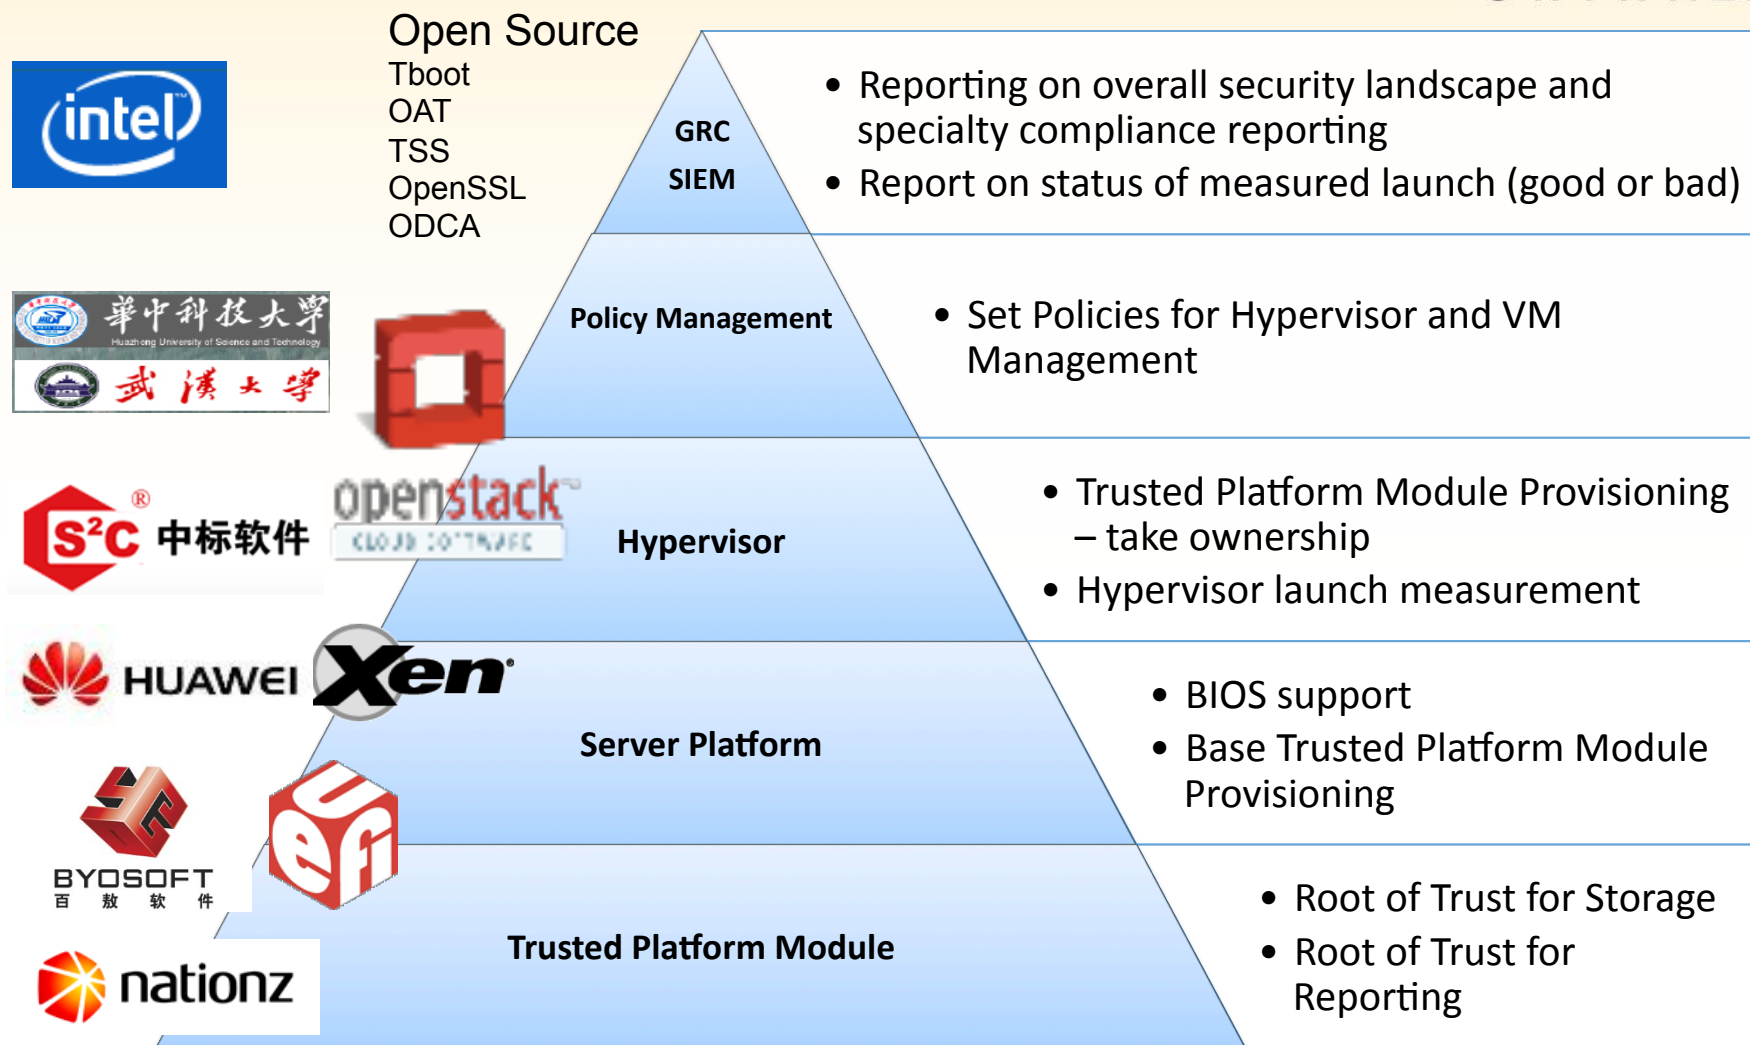 Open Source
Tboot
OAT
TSS
OpenSSL
ODCA
intel
GRC
SIEM
• Reporting on overall security landscape and
specialty compliance reporting
• Report on status of measured launch (good or bad)
華中科技大学
Huazhong University of Science and Technology
武漢大学
Policy Management
• Set Policies for Hypervisor and VM
Management
S²C® 中标软件
openstack
CLOUD SOFTWARE
Hypervisor
• Trusted Platform Module Provisioning
– take ownership
• Hypervisor launch measurement
HUAWEI
Xen
Server Platform
• BIOS support
• Base Trusted Platform Module
Provisioning
BYOSOFT
百敖软件
uefi
Trusted Platform Module
• Root of Trust for Storage
• Root of Trust for
Reporting
nationz